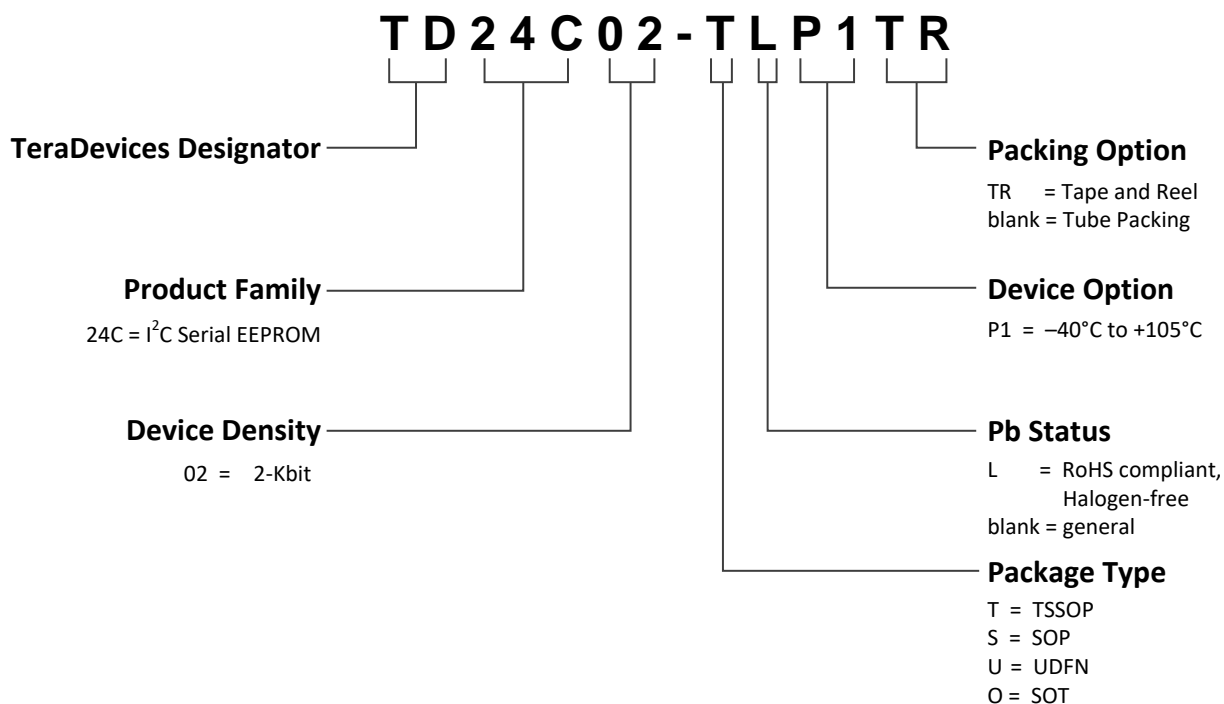 TD24C02-TLP1TR
TeraDevices Designator
Product Family
24C = I²C Serial EEPROM
Device Density
02 = 2-Kbit
Packing Option
TR = Tape and Reel
blank = Tube Packing
Device Option
P1 = –40°C to +105°C
Pb Status
L = RoHS compliant,
Halogen-free
blank = general
Package Type
T = TSSOP
S = SOP
U = UDFN
O = SOT